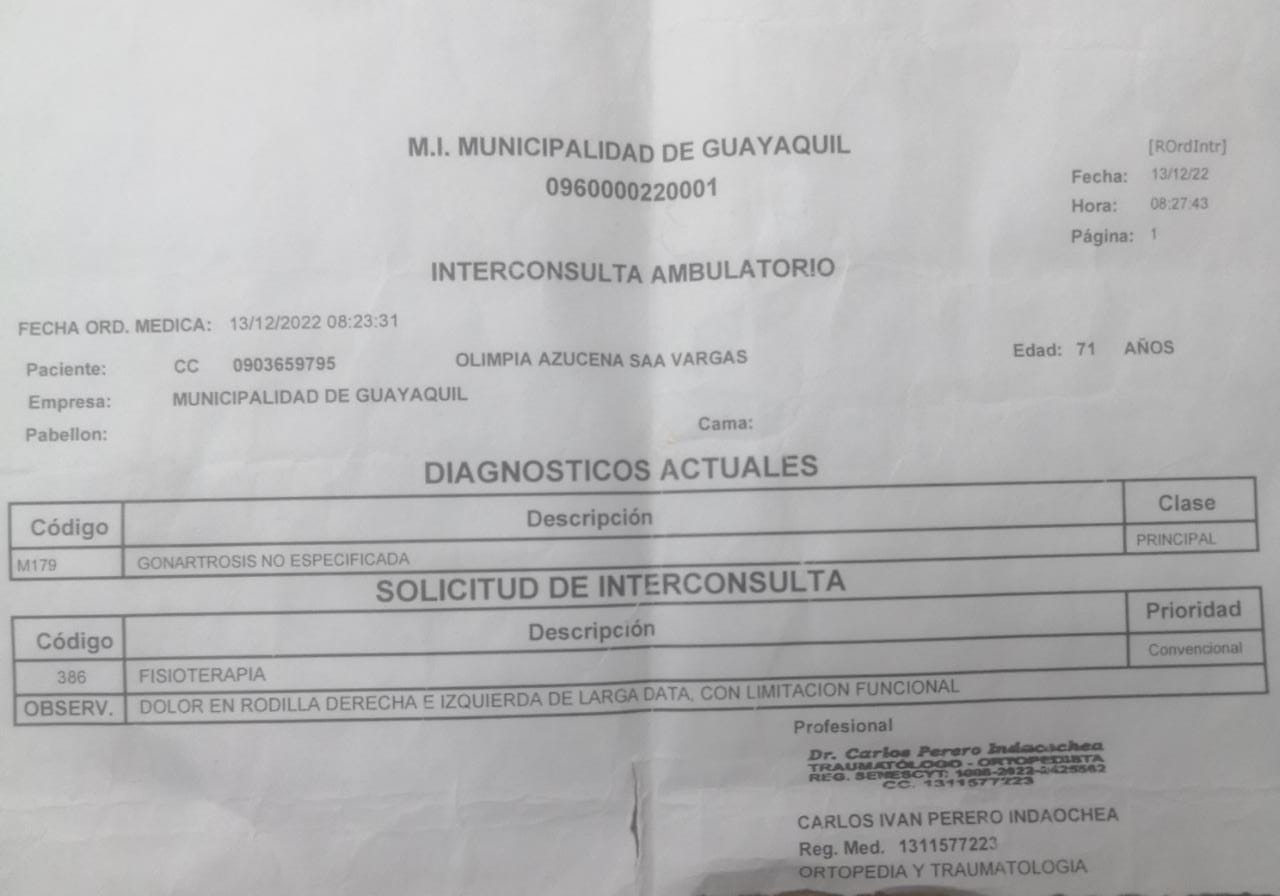 M.I. MUNICIPALIDAD DE GUAYAQUIL
0960000220001
[ROrdIntr]
Fecha: 13/12/22
Hora: 08:27:43
Página: 1
INTERCONSULTA AMBULATORIO
FECHA ORD. MEDICA: 13/12/2022 08:23:31
Paciente: CC 0903659795 OLIMPIA AZUCENA SAA VARGAS Edad: 71 AÑOS
Empresa: MUNICIPALIDAD DE GUAYAQUIL
Pabellon: Cama:
DIAGNOSTICOS ACTUALES
Código Descripción Clase
M179 GONARTROSIS NO ESPECIFICADA PRINCIPAL
SOLICITUD DE INTERCONSULTA
Código Descripción Prioridad
386 FISIOTERAPIA Convencional
OBSERV. DOLOR EN RODILLA DERECHA E IZQUIERDA DE LARGA DATA, CON LIMITACION FUNCIONAL
Profesional
Dr. Carlos Perero Indacochea
TRAUMATÓLOGO - ORTOPEDISTA
REG. SENESCYT:
CC. 1311577223
CARLOS IVAN PERERO INDAOCHEA
Reg. Med. 1311577223
ORTOPEDIA Y TRAUMATOLOGIA